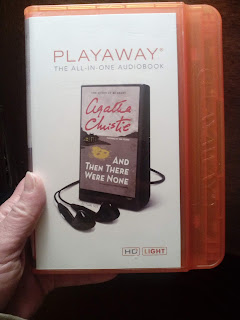 PLAYAWAY®
THE ALL-IN-ONE AUDIOBOOK
Agatha
Christie
AND
THEN THERE
WERE NONE
HD LIGHT